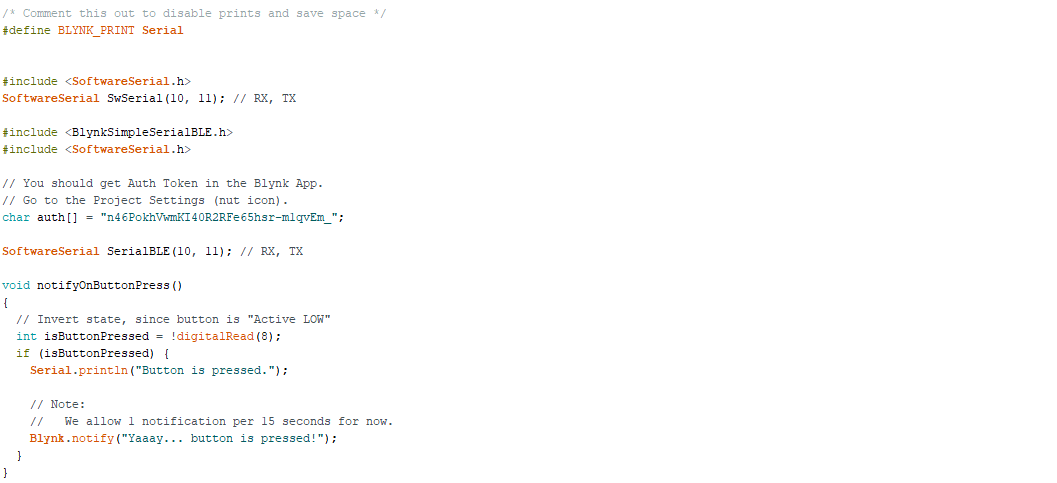 /* Comment this out to disable prints and save space */
#define BLYNK_PRINT Serial
#include <SoftwareSerial.h>
SoftwareSerial SwSerial(10, 11); // RX, TX
#include <BlynkSimpleSerialBLE.h>
#include <SoftwareSerial.h>
// You should get Auth Token in the Blynk App.
// Go to the Project Settings (nut icon).
char auth[] = "n46PokhVwmKI40R2RFe65hsr-mlqvEm_";
SoftwareSerial SerialBLE(10, 11); // RX, TX
void notifyOnButtonPress()
{
  // Invert state, since button is "Active LOW"
  int isButtonPressed = !digitalRead(8);
  if (isButtonPressed) {
    Serial.println("Button is pressed.");
    // Note:
    //   We allow 1 notification per 15 seconds for now.
    Blynk.notify("Yaaay... button is pressed!");
  }
}